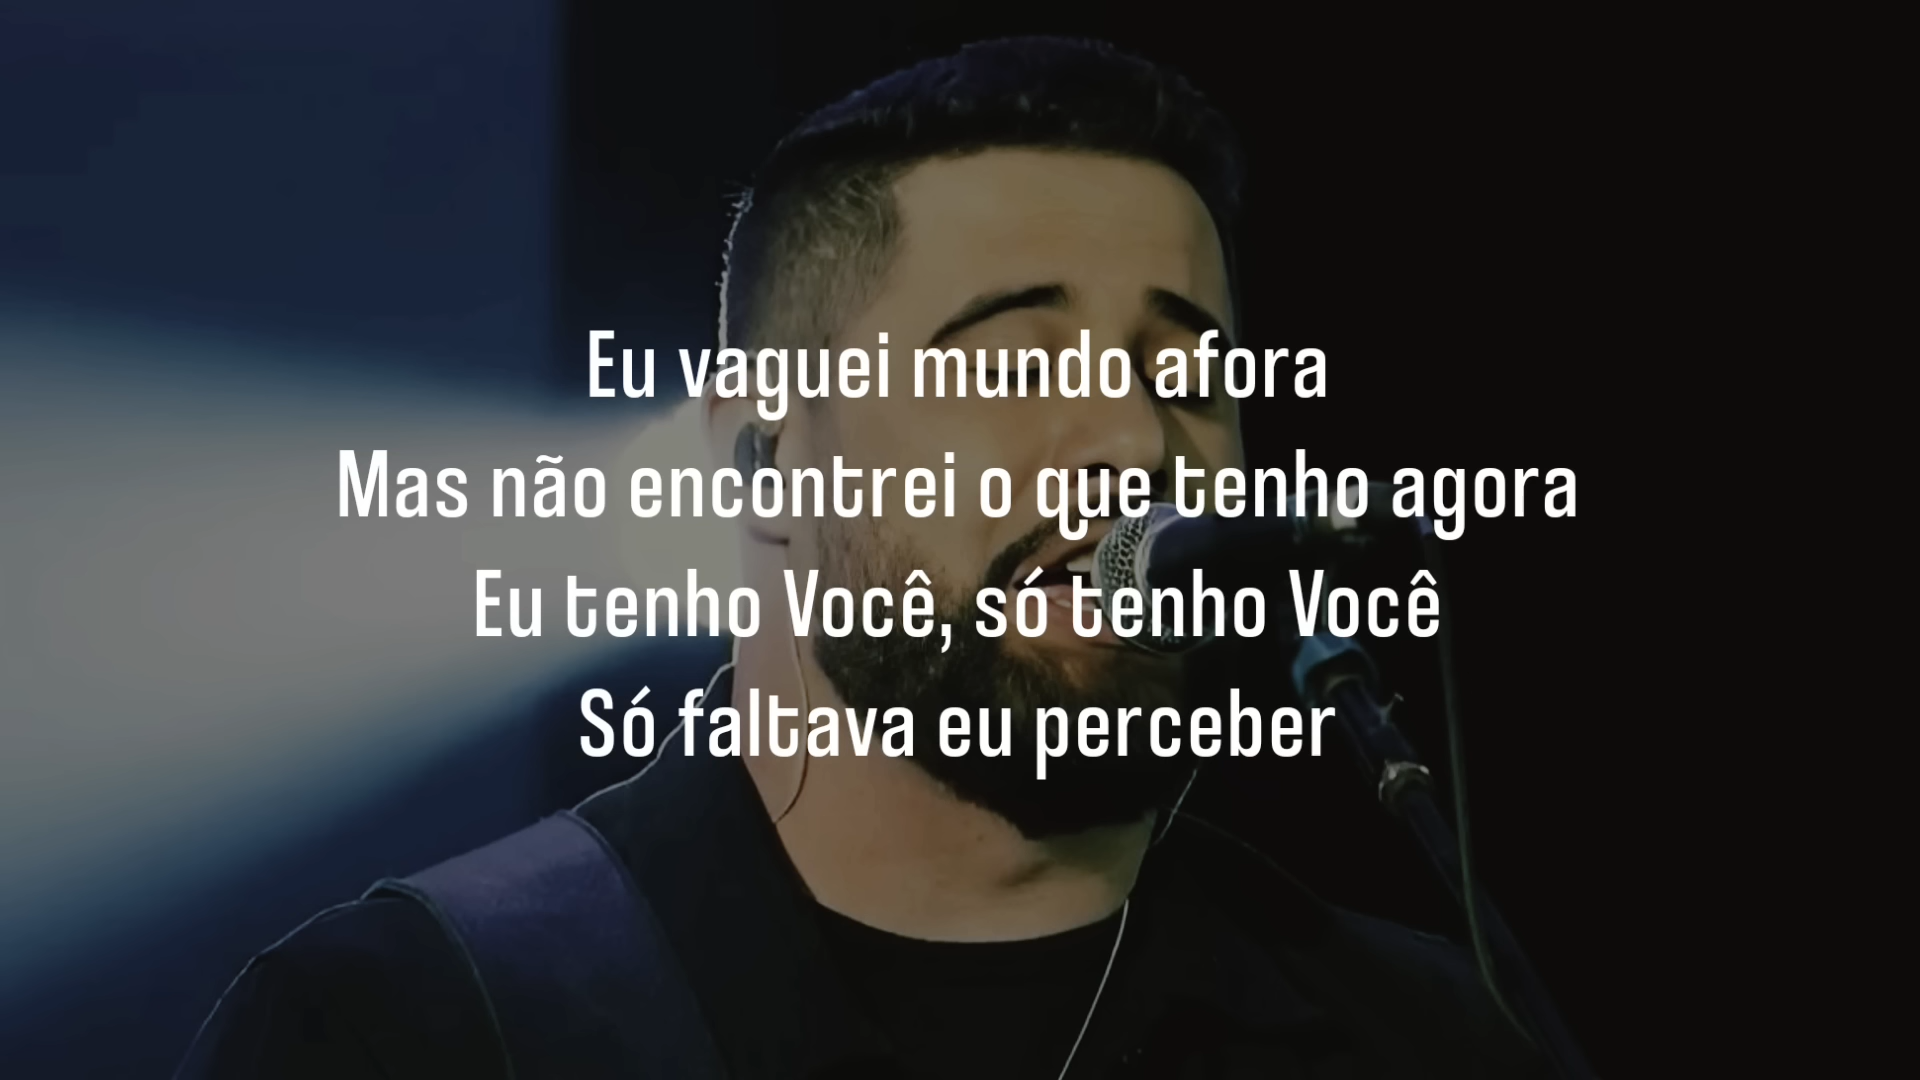 Eu vaguei mundo afora
Mas não encontrei o que tenho agora
Eu tenho Você, só tenho Você
Só faltava eu perceber